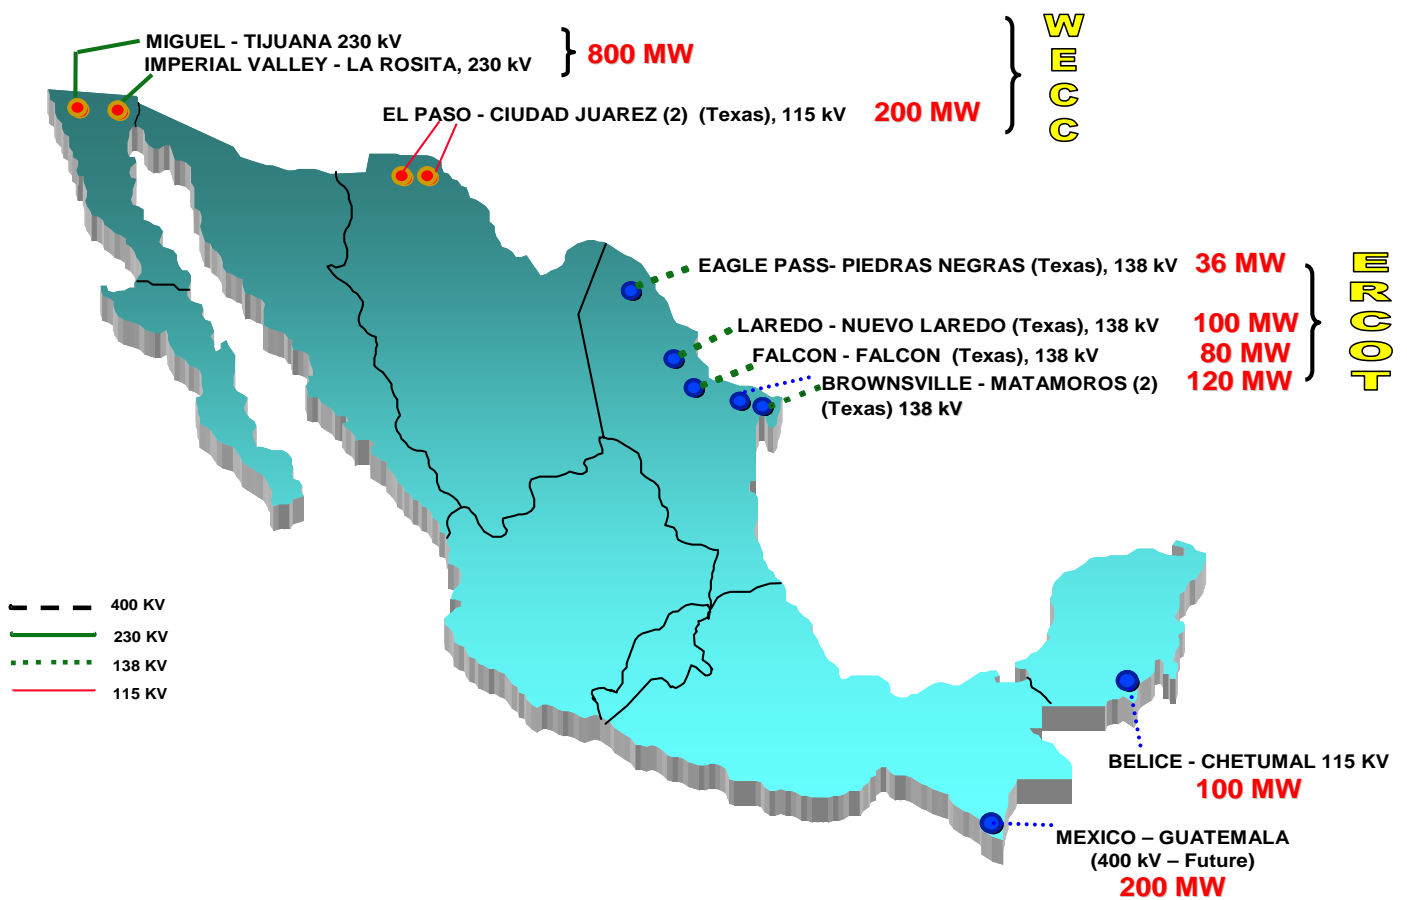 MIGUEL - TIJUANA 230 kV
IMPERIAL VALLEY - LA ROSITA, 230 kV
800 MW
EL PASO - CIUDAD JUAREZ (2)  (Texas), 115 kV
200 MW
WECC
EAGLE PASS- PIEDRAS NEGRAS (Texas), 138 kV
36 MW
LAREDO - NUEVO LAREDO (Texas), 138 kV
100 MW
FALCON - FALCON  (Texas), 138 kV
80 MW
BROWNSVILLE - MATAMOROS (2)
120 MW
(Texas) 138 kV
ERCOT
400 KV
230 KV
138 KV
115 KV
BELICE - CHETUMAL 115 KV
100 MW
MEXICO – GUATEMALA
(400 kV – Future)
200 MW